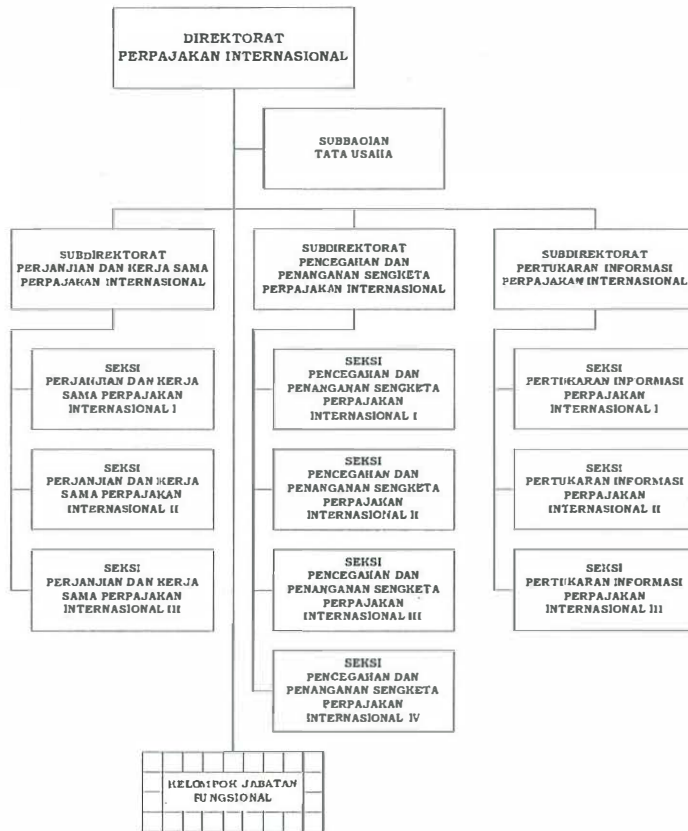 DIREKTORAT
PERPAJAKAN INTERNASIONAL
SUBBAGIAN
TATA USAHA
SUBDIREKTORAT
PERJANJIAN DAN KERJA SAMA
PERPAJAKAN INTERNASIONAL
SUBDIREKTORAT
PENCEGAHAN DAN
PENANGANAN SENGKETA
PERPAJAKAN INTERNASIONAL
SUBDIREKTORAT
PERTUKARAN INFORMASI
PERPAJAKAN INTERNASIONAL
SEKSI
PERJANJIAN DAN KERJA
SAMA PERPAJAKAN
INTERNASIONAL I
SEKSI
PENCEGAHAN DAN
PENANGANAN SENGKETA
PERPAJAKAN
INTERNASIONAL I
SEKSI
PERTUKARAN INFORMASI
PERPAJAKAN
INTERNASIONAL I
SEKSI
PERJANJIAN DAN KERJA
SAMA PERPAJAKAN
INTERNASIONAL II
SEKSI
PENCEGAHAN DAN
PENANGANAN SENGKETA
PERPAJAKAN
INTERNASIONAL II
SEKSI
PERTUKARAN INFORMASI
PERPAJAKAN
INTERNASIONAL II
SEKSI
PERJANJIAN DAN KERJA
SAMA PERPAJAKAN
INTERNASIONAL III
SEKSI
PENCEGAHAN DAN
PENANGANAN SENGKETA
PERPAJAKAN
INTERNASIONAL III
SEKSI
PERTUKARAN INFORMASI
PERPAJAKAN
INTERNASIONAL III
SEKSI
PENCEGAHAN DAN
PENANGANAN SENGKETA
PERPAJAKAN
INTERNASIONAL IV
KELOMPOK JABATAN
FUNGSIONAL